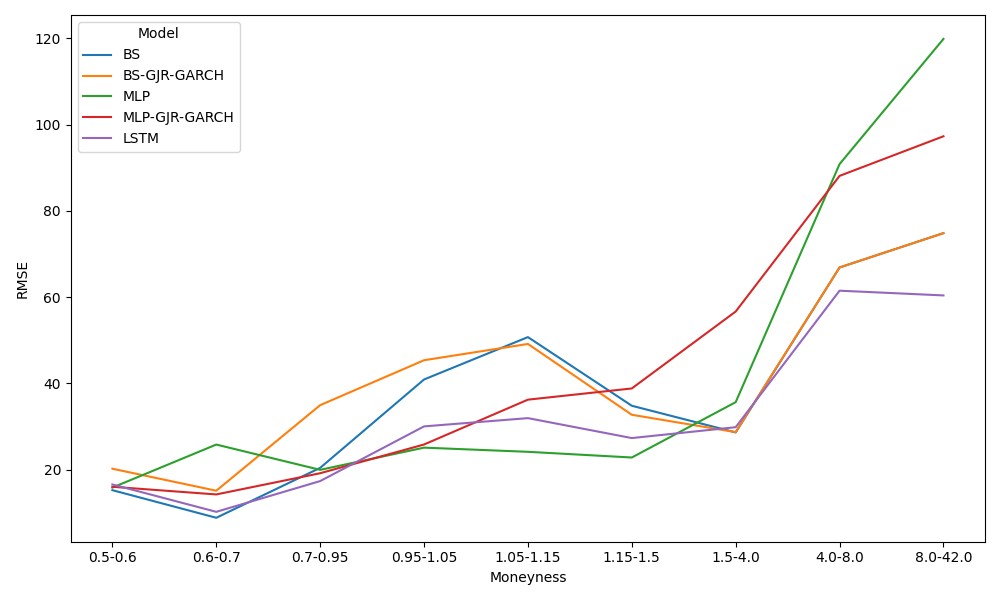 Model
BS
BS-GJR-GARCH
MLP
MLP-GJR-GARCH
LSTM
RMSE
120
100
80
60
40
20
0.5-0.6 0.6-0.7 0.7-0.95 0.95-1.05 1.05-1.15 1.15-1.5 1.5-4.0 4.0-8.0 8.0-42.0
Moneyness